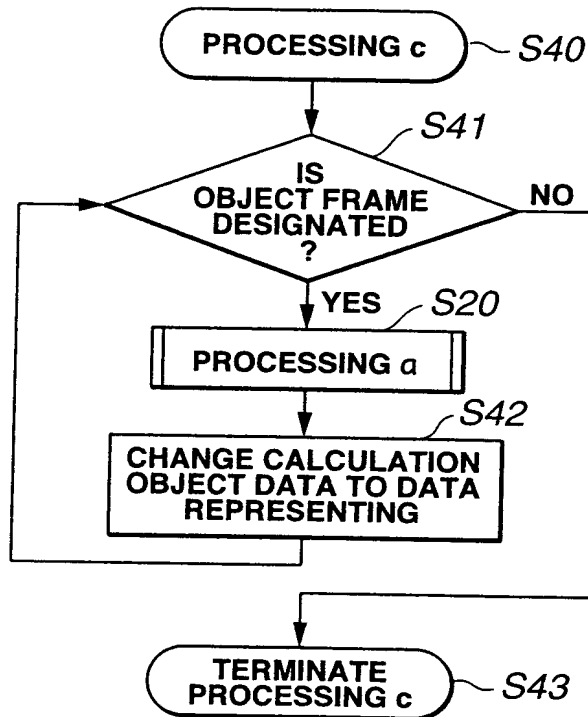 PROCESSING c
S40
S41
IS
OBJECT FRAME
DESIGNATED
?
NO
YES
S20
PROCESSING a
S42
CHANGE CALCULATION
OBJECT DATA TO DATA
REPRESENTING
TERMINATE
PROCESSING c
S43